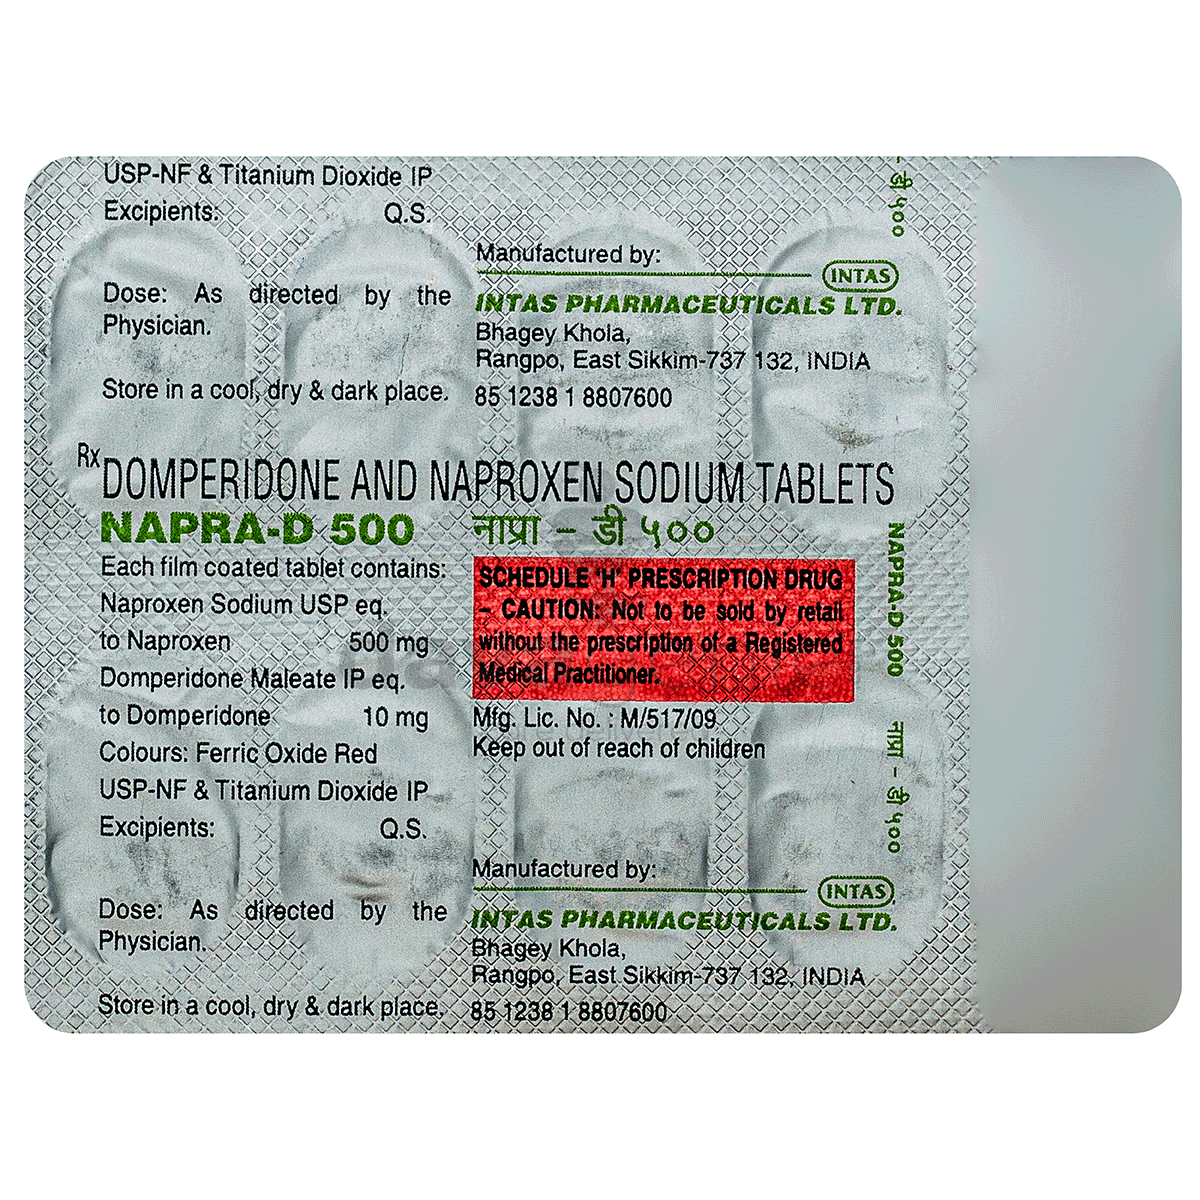 USP-NF & Titanium Dioxide IP
Excipients: Q.S.
Dose: As directed by the
Physician.
Store in a cool, dry & dark place.
Manufactured by:
INTAS
INTAS PHARMACEUTICALS LTD.
Bhagey Khola,
Rangpo, East Sikkim-737 132, INDIA
85 1238 1 8807600
- डी ५००
Rx DOMPERIDONE AND NAPROXEN SODIUM TABLETS
NAPRA-D 500 नाप्रा - डी ५००
Each film coated tablet contains:
Naproxen Sodium USP eq.
to Naproxen 500 mg
Domperidone Maleate IP eq.
to Domperidone 10 mg
Colours: Ferric Oxide Red
USP-NF & Titanium Dioxide IP
Excipients: Q.S.
Dose: As directed by the
Physician.
Store in a cool, dry & dark place.
SCHEDULE 'H' PRESCRIPTION DRUG
- CAUTION: Not to be sold by retail
without the prescription of a Registered
Medical Practitioner.
Mfg. Lic. No. : M/517/09
Keep out of reach of children
Manufactured by:
INTAS
INTAS PHARMACEUTICALS LTD.
Bhagey Khola,
Rangpo, East Sikkim-737 132, INDIA
85 1238 1 8807600
NAPRA-D 500 नाप्रा - डी ५००